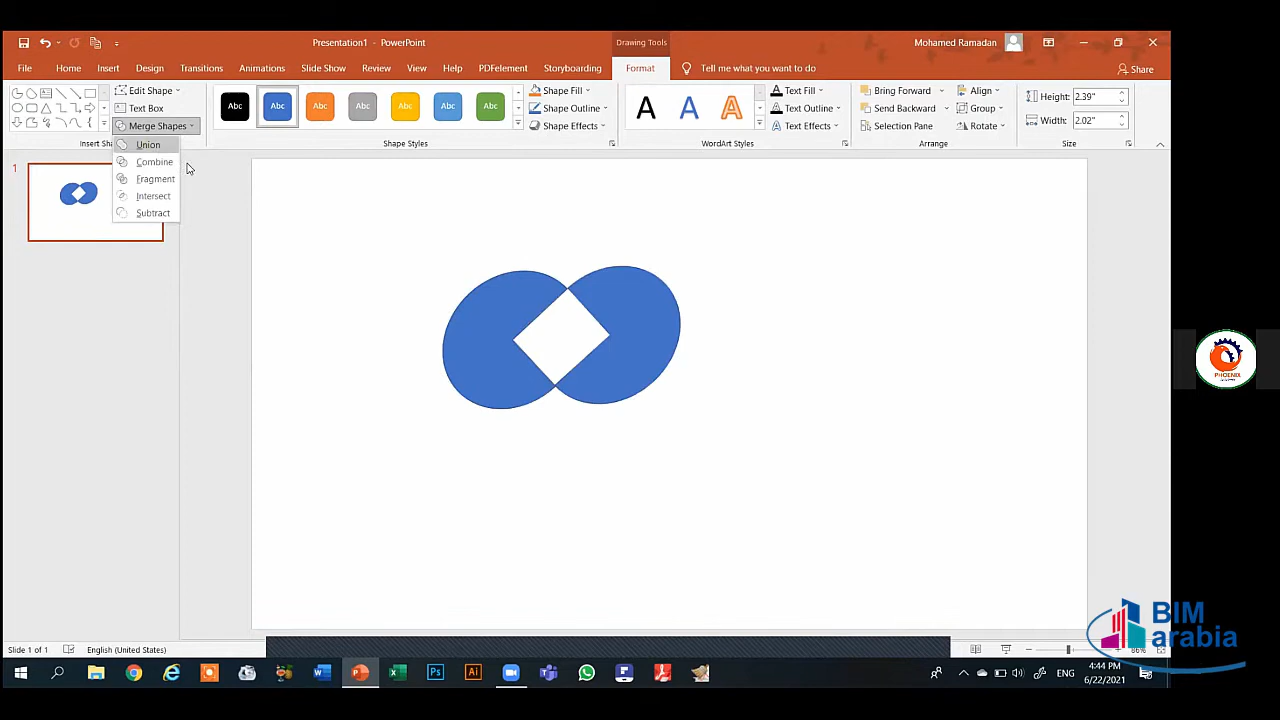 Presentation1 - PowerPoint
Drawing Tools
Mohamed Ramadan
File Home Insert Design Transitions Animations Slide Show Review View Help PDFelement Storyboarding Format Tell me what you want to do
Share
Edit Shape
Text Box
Merge Shapes
Insert Sha
Union
Combine
Fragment
Intersect
Subtract
Abc Abc Abc Abc Abc Abc Abc
Shape Fill
Shape Outline
Shape Effects
Shape Styles
A A A
Text Fill
Text Outline
Text Effects
WordArt Styles
Bring Forward
Send Backward
Selection Pane
Align
Group
Rotate
Arrange
Height: 2.39"
Width: 2.02"
Size
1
PHOENIX
BIM
arabia
Slide 1 of 1
English (United States)
86%
ENG
4:44 PM
6/22/2021